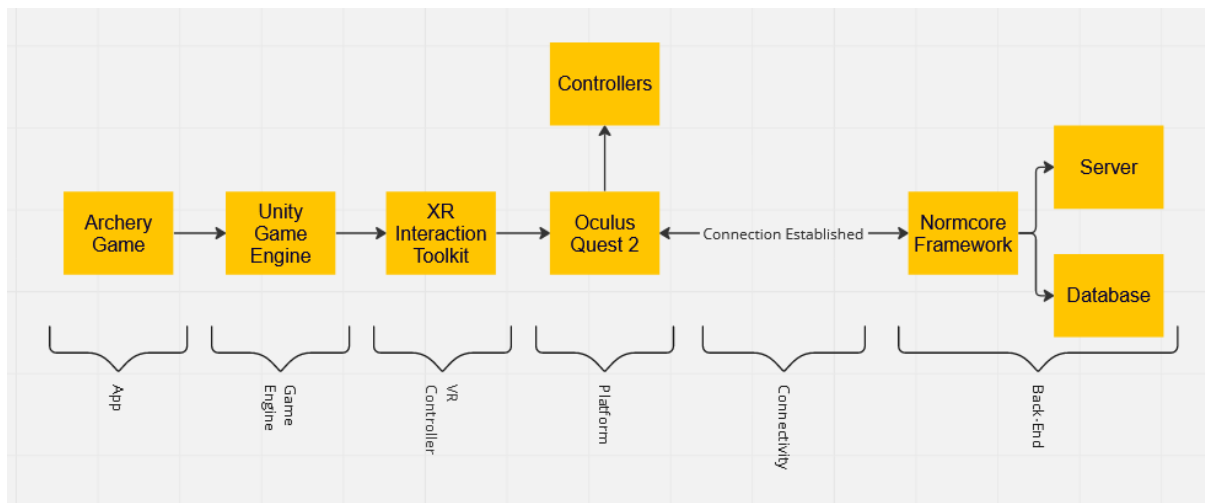 Controllers
Server
Archery
Game
Unity
Game
Engine
XR
Interaction
Toolkit
Oculus
Quest 2
Connection Established
Normcore
Framework
Database
App
Game
Engine
VR
Controller
Platform
Connectivity
Back-End